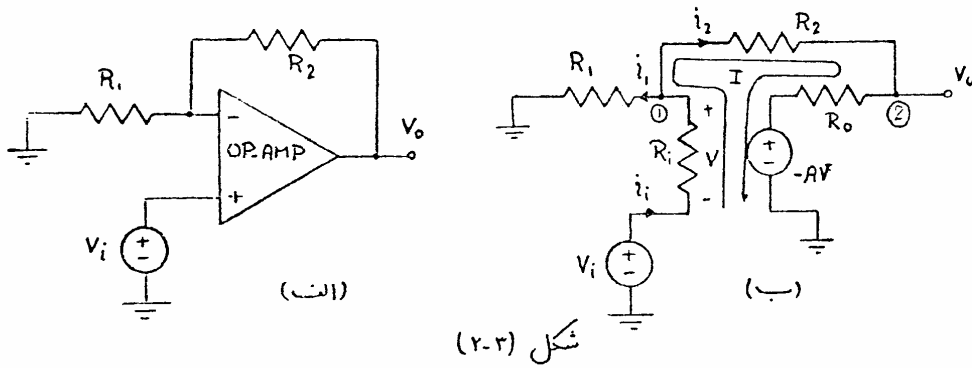 R₁
R₂
-
OP-AMP
+
V₀
Vᵢ
+
-
(الف)
i₂
R₂
R₁
i₁
①
I
V₀
②
+
Rᵢ
V
-
R₀
+
-
-AV
iᵢ
Vᵢ
+
-
(ب)
شکل (۳-۲)